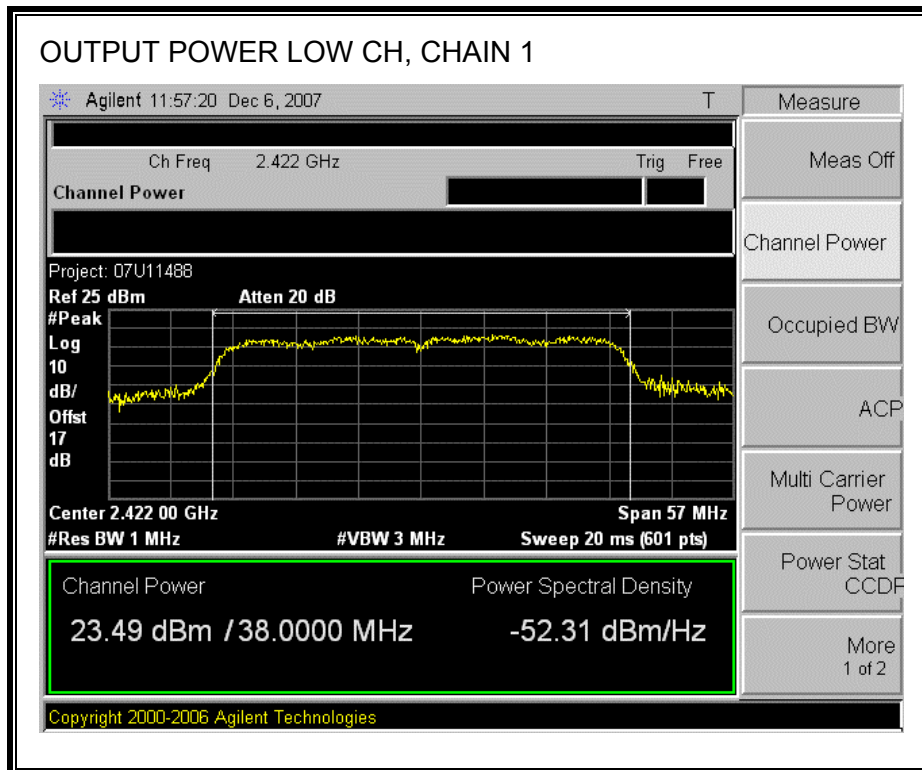 OUTPUT POWER LOW CH, CHAIN 1
Agilent 11:57:20 Dec 6, 2007 T
Measure
Ch Freq 2.422 GHz Trig Free
Channel Power
Meas Off
Channel Power
Occupied BW
ACP
Multi Carrier
Power
Power Stat
CCDF
More
1 of 2
Project: 07U11488
Ref 25 dBm Atten 20 dB
#Peak
Log
10
dB/
Offst
17
dB
Center 2.422 00 GHz Span 57 MHz
#Res BW 1 MHz #VBW 3 MHz Sweep 20 ms (601 pts)
Channel Power Power Spectral Density
23.49 dBm / 38.0000 MHz -52.31 dBm/Hz
Copyright 2000-2006 Agilent Technologies